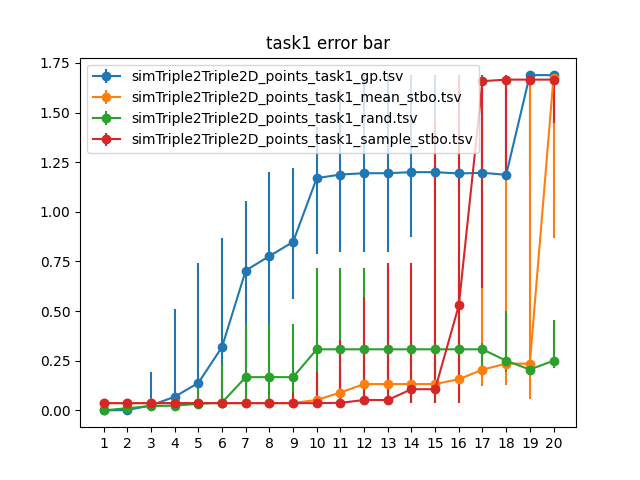 task1 error bar
simTriple2Triple2D_points_task1_gp.tsv
simTriple2Triple2D_points_task1_mean_stbo.tsv
simTriple2Triple2D_points_task1_rand.tsv
simTriple2Triple2D_points_task1_sample_stbo.tsv
1.75
1.50
1.25
1.00
0.75
0.50
0.25
0.00
1 2 3 4 5 6 7 8 9 10 11 12 13 14 15 16 17 18 19 20